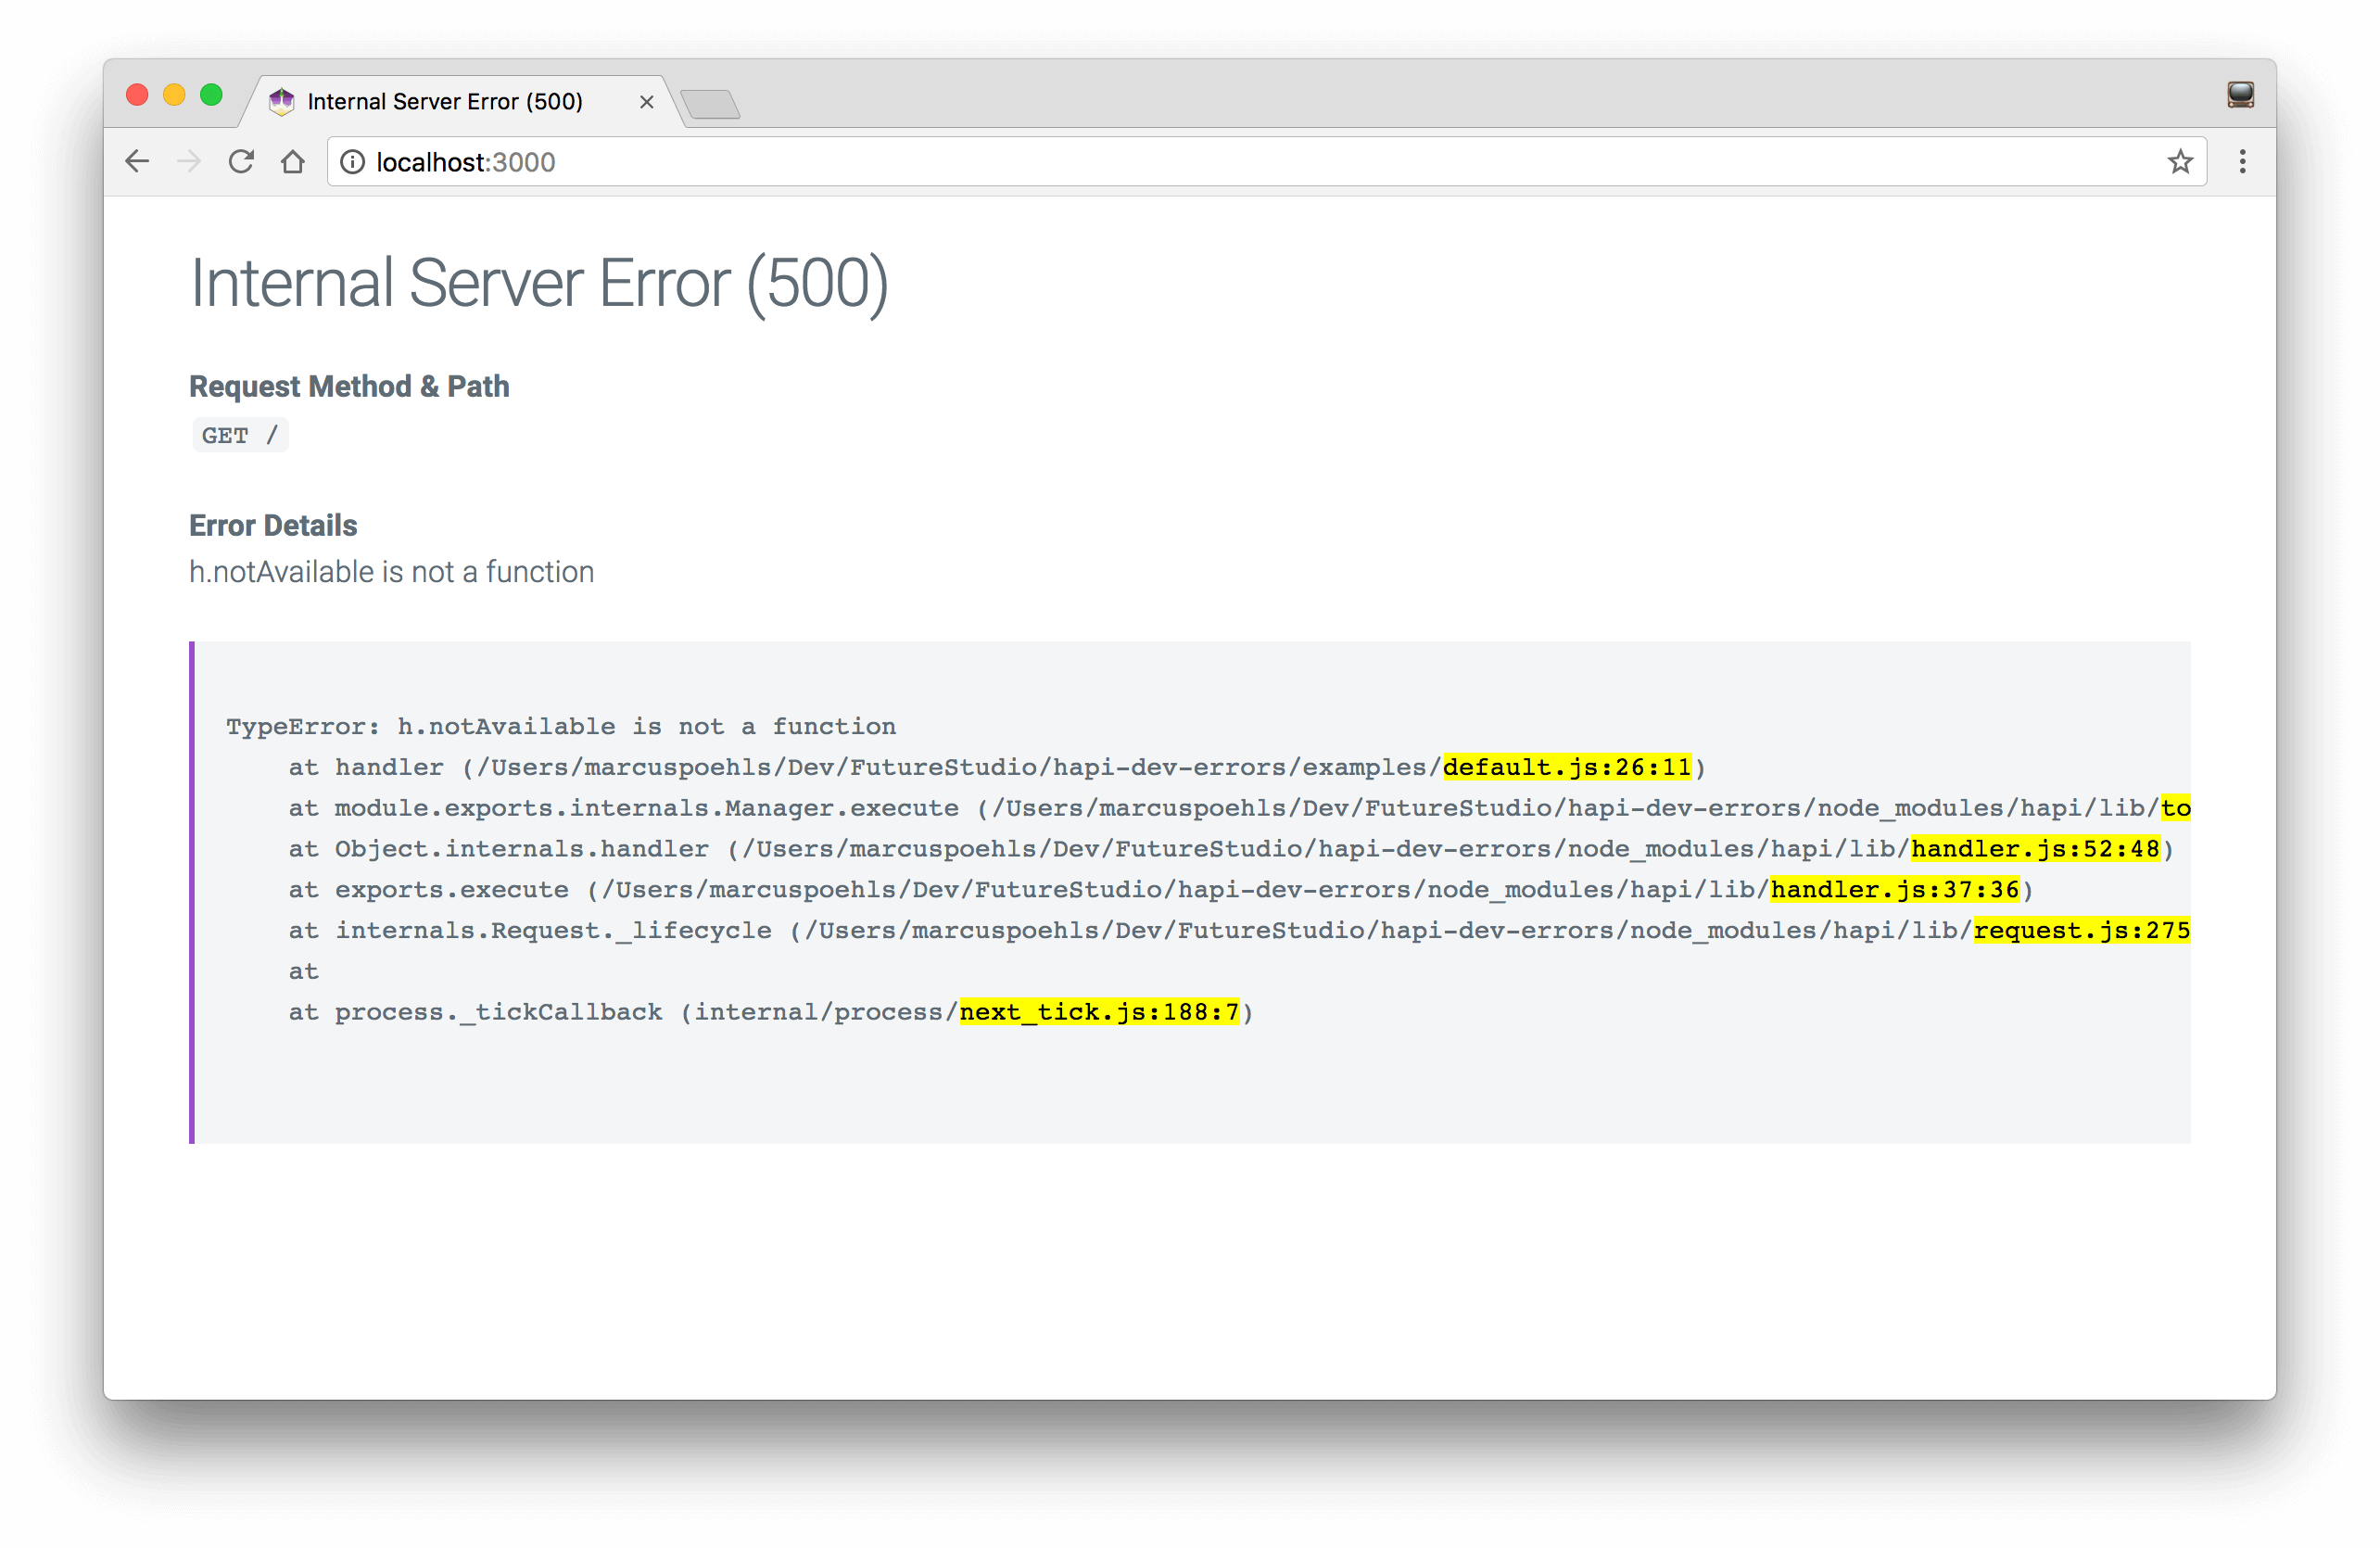 Internal Server Error (500)
localhost:3000
Internal Server Error (500)
Request Method & Path
GET /
Error Details
h.notAvailable is not a function
TypeError: h.notAvailable is not a function
at handler (/Users/marcuspoehls/Dev/FutureStudio/hapi-dev-errors/examples/default.js:26:11)
at module.exports.internals.Manager.execute (/Users/marcuspoehls/Dev/FutureStudio/hapi-dev-errors/node_modules/hapi/lib/to
at Object.internals.handler (/Users/marcuspoehls/Dev/FutureStudio/hapi-dev-errors/node_modules/hapi/lib/handler.js:52:48)
at exports.execute (/Users/marcuspoehls/Dev/FutureStudio/hapi-dev-errors/node_modules/hapi/lib/handler.js:37:36)
at internals.Request._lifecycle (/Users/marcuspoehls/Dev/FutureStudio/hapi-dev-errors/node_modules/hapi/lib/request.js:275
at
at process._tickCallback (internal/process/next_tick.js:188:7)